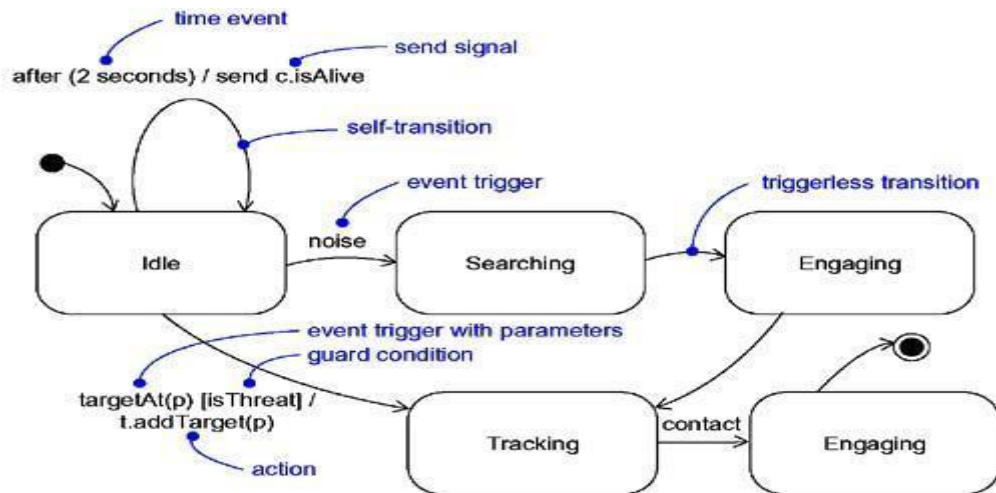 time event
send signal
after (2 seconds) / send c.isAlive
self-transition
event trigger
triggerless transition
noise
Idle
Searching
Engaging
event trigger with parameters
guard condition
targetAt(p) [isThreat] /
t.addTarget(p)
contact
Tracking
Engaging
action